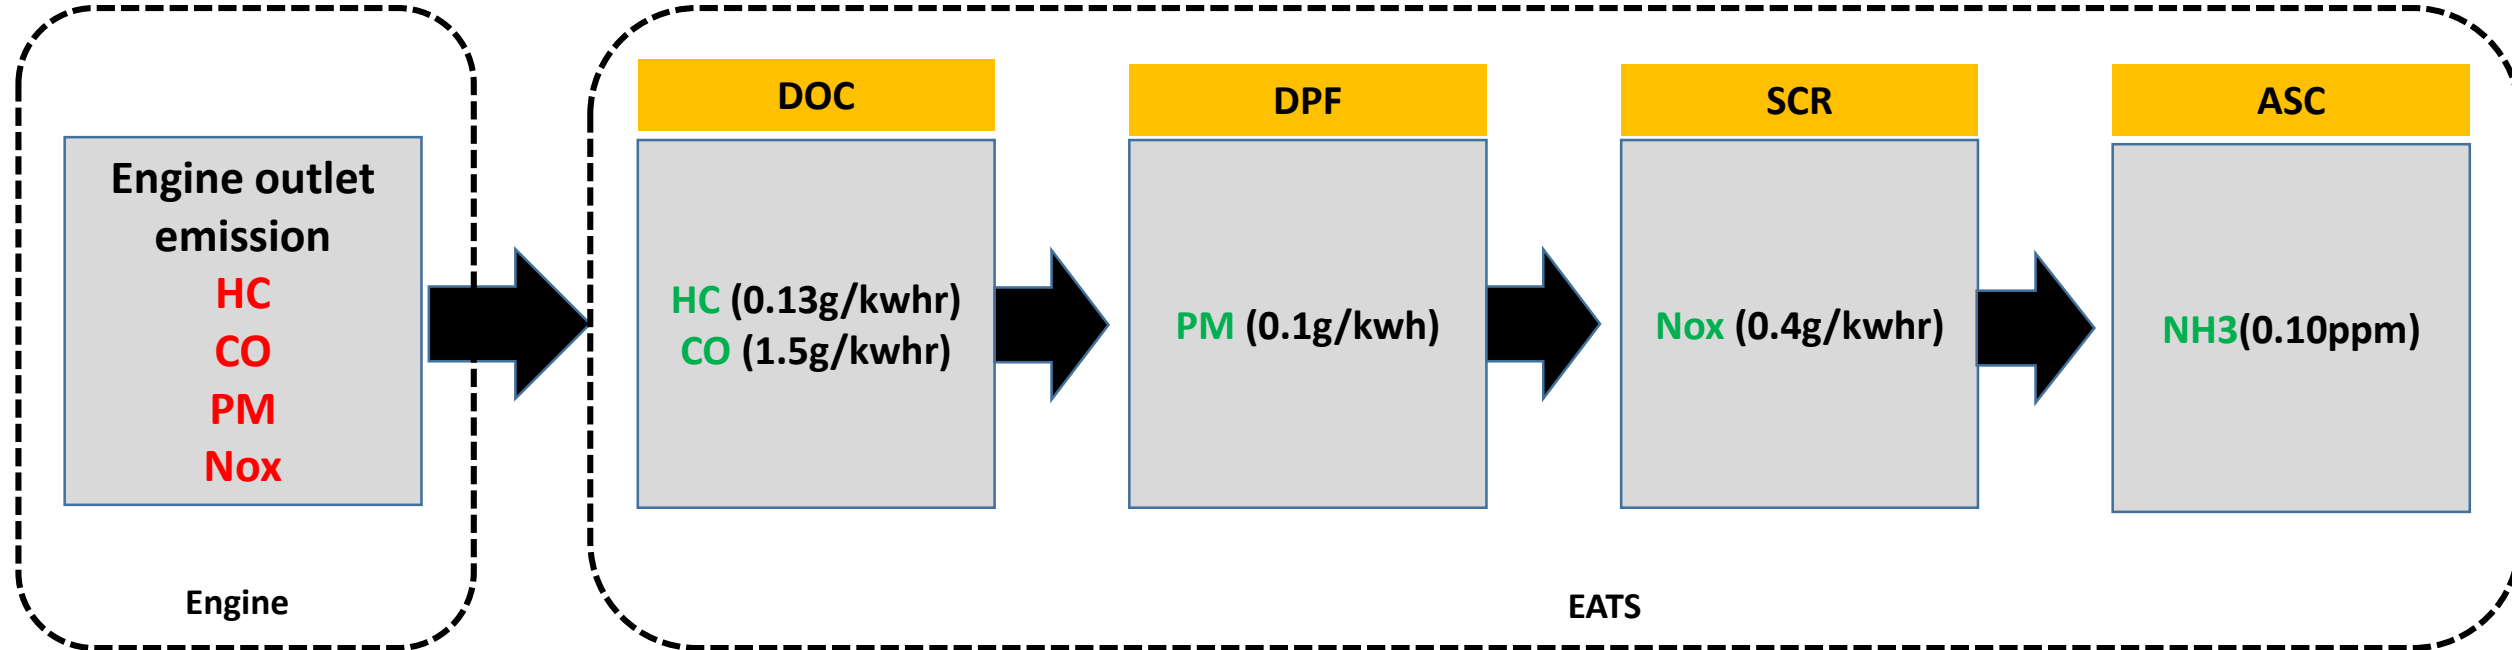 Engine outlet
emission
HC
CO
PM
Nox
Engine
DOC
HC (0.13g/kwhr)
CO (1.5g/kwhr)
DPF
PM (0.1g/kwh)
SCR
Nox (0.4g/kwhr)
ASC
NH3(0.10ppm)
EATS